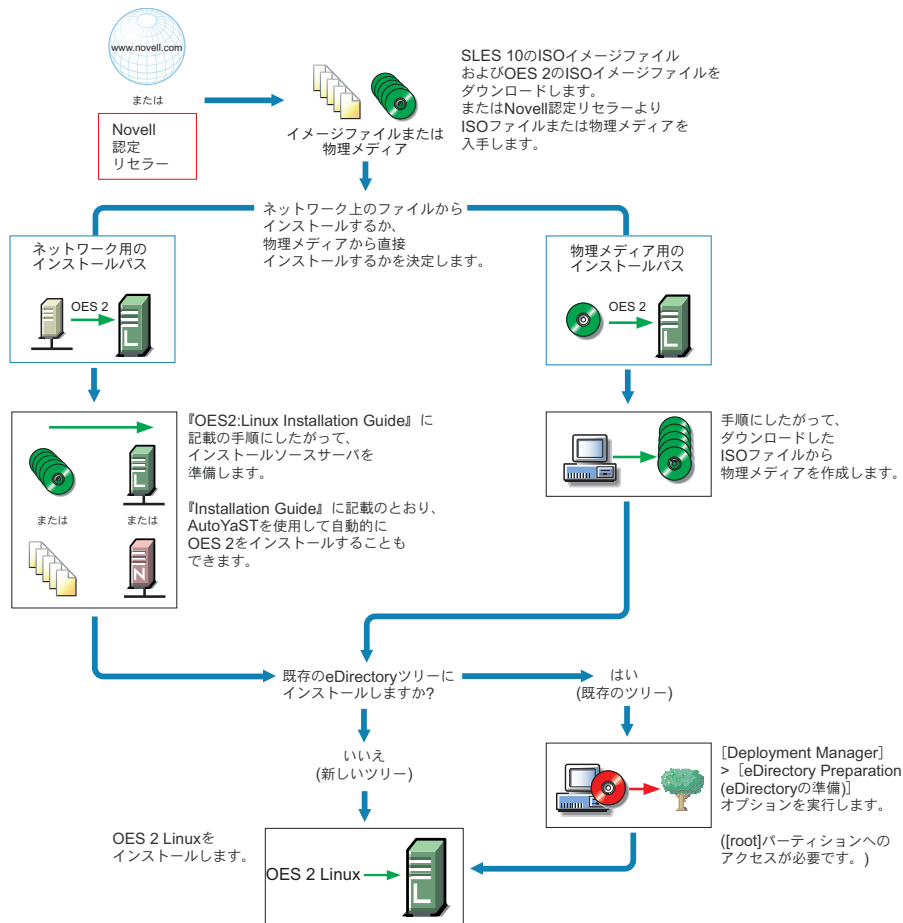 www.novell.com
または
Novell
認定
リセラー
イメージファイルまたは
物理メディア
SLES 10のISOイメージファイル
およびOES 2のISOイメージファイルを
ダウンロードします。
またはNovell認定リセラーより
ISOファイルまたは物理メディアを
入手します。
ネットワーク上のファイルから
インストールするか、
物理メディアから直接
インストールするかを決定します。
ネットワーク用の
インストールパス
OES 2
L
物理メディア用の
インストールパス
OES 2
L
『OES2:Linux Installation Guide』に
記載の手順にしたがって、
インストールソースサーバを
準備します。
『Installation Guide』に記載のとおり、
AutoYaSTを使用して自動的に
OES 2をインストールすることも
できます。
L
または
または
N
手順にしたがって、
ダウンロードした
ISOファイルから
物理メディアを作成します。
既存のeDirectoryツリーに
インストールしますか?
はい
(既存のツリー)
いいえ
(新しいツリー)
[Deployment Manager]
> [eDirectory Preparation
(eDirectoryの準備)]
オプションを実行します。
([root]パーティションへの
アクセスが必要です。)
OES 2 Linuxを
インストールします。
OES 2 Linux
L